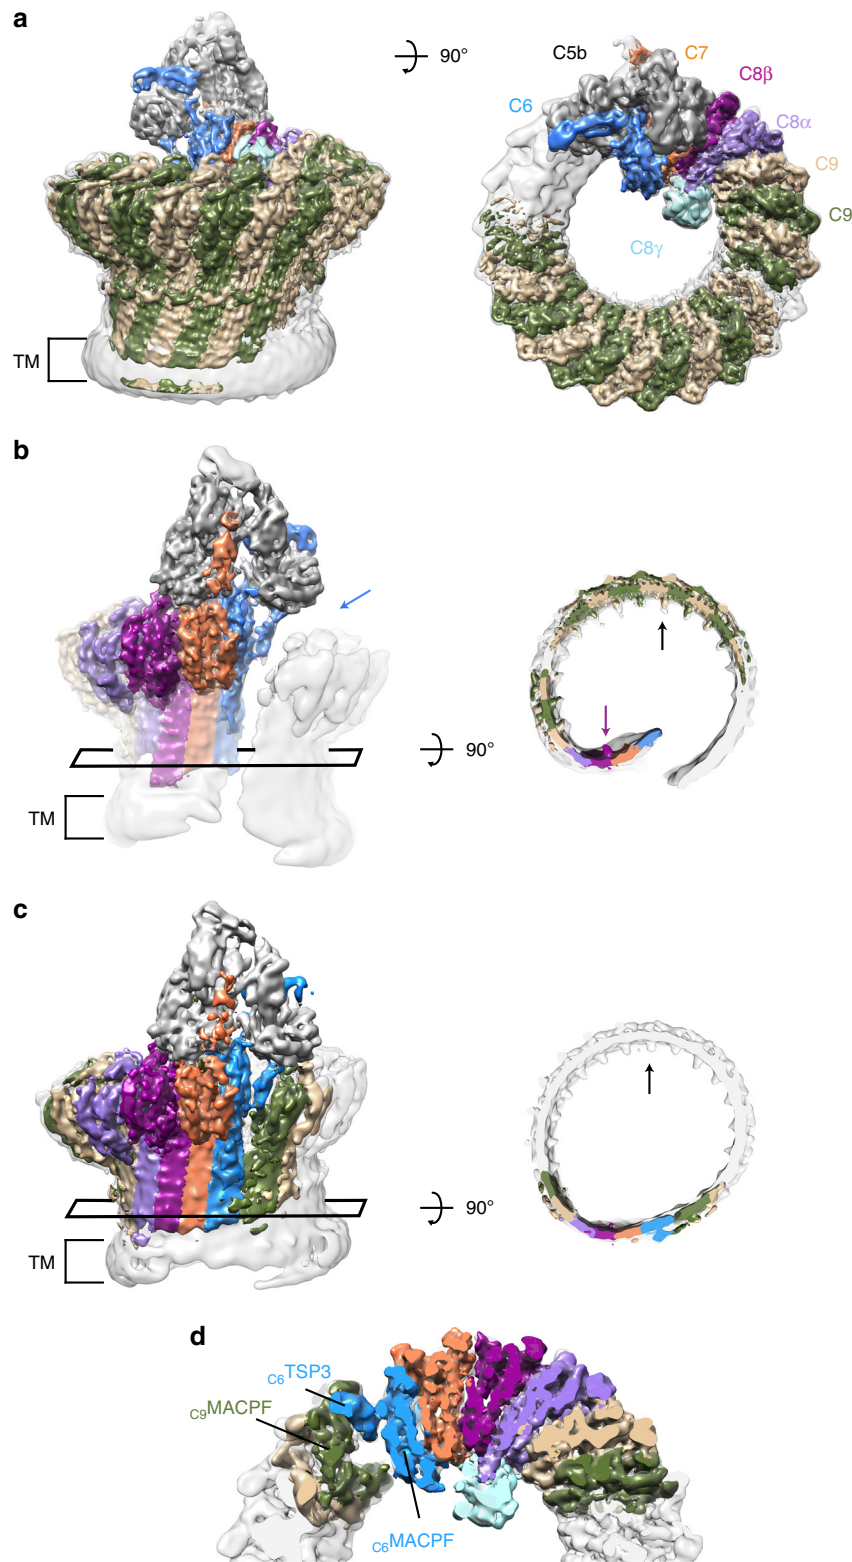 a
90°
C5b
C7
C8β
C6
C8α
C9
C9
C8γ
TM
b
90°
TM
c
90°
TM
d
C6TSP3
C9MACPF
C6MACPF